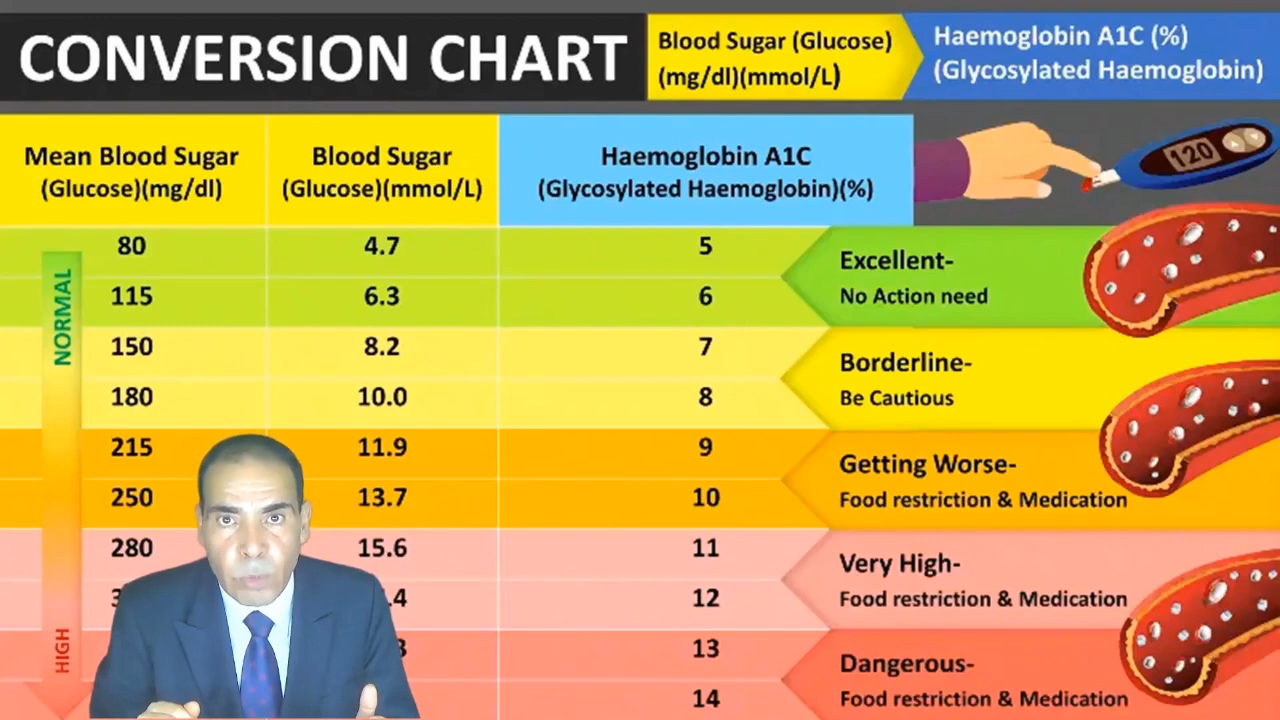 CONVERSION CHART
Blood Sugar (Glucose)
(mg/dl)(mmol/L)
Haemoglobin A1C (%)
(Glycosylated Haemoglobin)
Mean Blood Sugar
(Glucose)(mg/dl)
Blood Sugar
(Glucose)(mmol/L)
Haemoglobin A1C
(Glycosylated Haemoglobin)(%)
120
NORMAL
80 4.7 5
115 6.3 6
Excellent-
No Action need
150 8.2 7
180 10.0 8
Borderline-
Be Cautious
215 11.9 9
250 13.7 10
Getting Worse-
Food restriction & Medication
280 15.6 11
12
Very High-
Food restriction & Medication
HIGH
13
14
Dangerous-
Food restriction & Medication